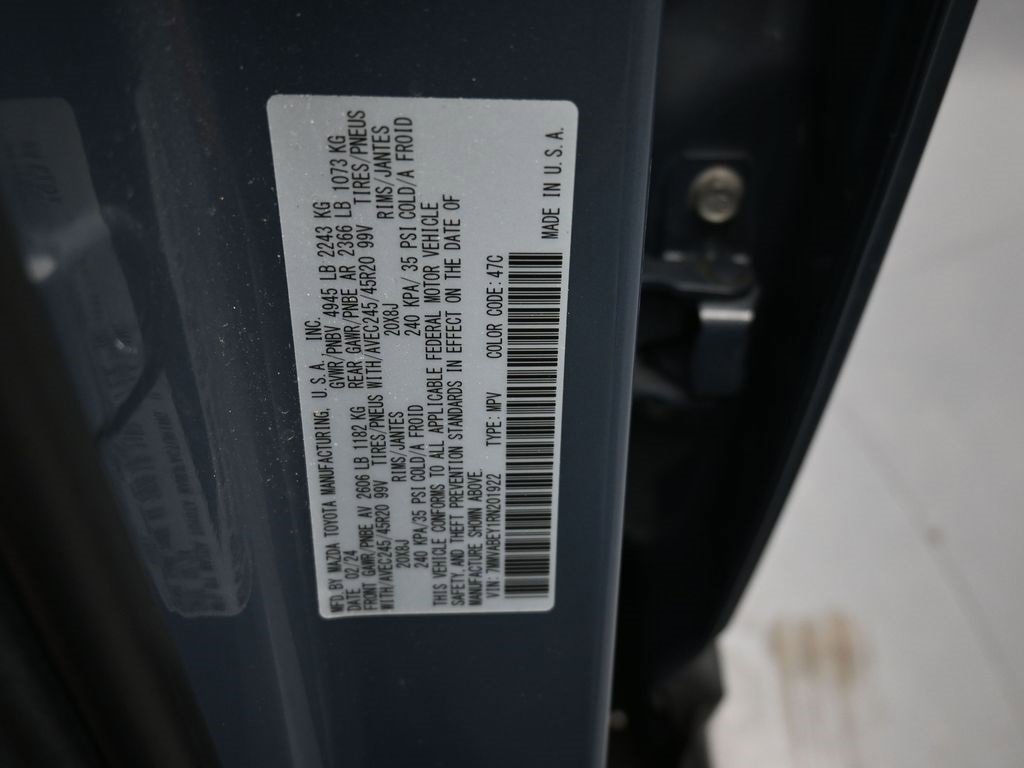 MFD.BY MAZDA TOYOTA MANUFACTURING, U.S.A., INC.
DATE 02/24 GVWR/PNBV 4945 LB 2243 KG
FRONT GAWR/PNBE AV 2606 LB 1182 KG REAR GAWR/PNBE AR 2366 LB 1073 KG
WITH/AVEC245/45R20 99V TIRES/PNEUS WITH/AVEC245/45R20 99V TIRES/PNEUS
20X8J RIMS/JANTES 20X8J RIMS/JANTES
240 KPA/35 PSI COLD/A FROID 240 KPA/35 PSI COLD/A FROID
THIS VEHICLE CONFORMS TO ALL APPLICABLE FEDERAL MOTOR VEHICLE
SAFETY, AND THEFT PREVENTION STANDARDS IN EFFECT ON THE DATE OF
MANUFACTURE SHOWN ABOVE.
VIN: 7MMVABEY1RN201922 TYPE: MPV COLOR CODE: 47C
MADE IN U.S.A.